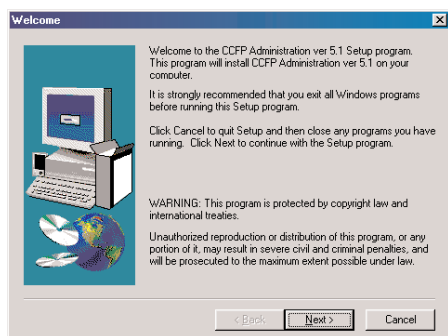 Welcome
Welcome to the CCFP Administration ver 5.1 Setup program.
This program will install CCFP Administration ver 5.1 on your
computer.
It is strongly recommended that you exit all Windows programs
before running this Setup program.
Click Cancel to quit Setup and then close any programs you have
running. Click Next to continue with the Setup program.
WARNING: This program is protected by copyright law and
international treaties.
Unauthorized reproduction or distribution of this program, or any
portion of it, may result in severe civil and criminal penalties, and
will be prosecuted to the maximum extent possible under law.
< Back Next > Cancel